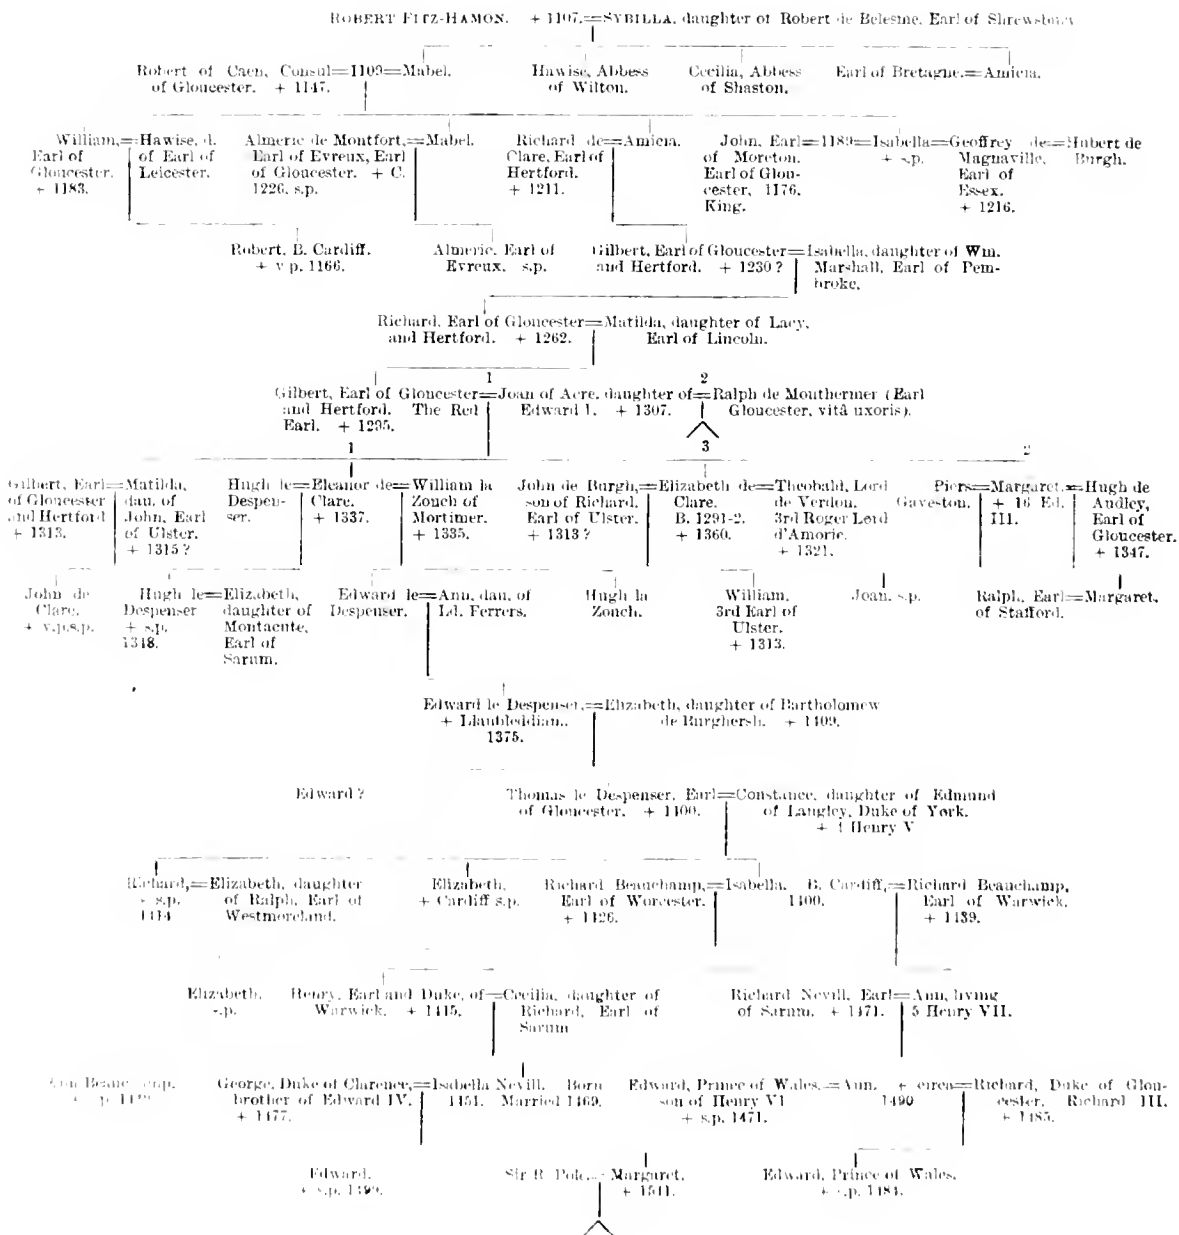 ROBERT FITZ-HAMON. + 1107.=SYBILLA, daughter of Robert de Belesme, Earl of Shrewsbury
Robert of Caen, Consul=1109=Mabel.
of Gloucester. + 1147.
Hawise, Abbess
of Wilton.
Cecilia, Abbess
of Shaston.
Earl of Bretagne.=Amicia.
William,=Hawise, d.
Earl of of Earl of
Gloucester. Leicester.
+ 1183.
Almeric de Montfort,=Mabel.
Earl of Evreux, Earl
of Gloucester. + C.
1226. s.p.
Richard de=Amicia.
Clare, Earl of
Hertford.
+ 1211.
John, Earl=1189=Isabella=Geoffrey de=Hubert de
of Moreton. + s.p. Magnaville, Burgh.
Earl of Glou- Earl of
cester, 1176. Essex.
King. + 1216.
Robert, B. Cardiff.
+ v p. 1166.
Almeric, Earl of
Evreux, s.p.
Gilbert, Earl of Gloucester=Isabella, daughter of Wm.
and Hertford. + 1230 ? Marshall, Earl of Pem-
broke.
Richard, Earl of Gloucester=Matilda, daughter of Lacy,
and Hertford. + 1262. Earl of Lincoln.
1 2
Gilbert, Earl of Gloucester=Joan of Acre, daughter of=Ralph de Mouthermer (Earl
and Hertford. The Red Edward I. + 1307. Gloucester, vitâ uxoris).
Earl. + 1295.
1 3 2
Gilbert, Earl=Matilda,
of Gloucester dau. of
and Hertford John, Earl
+ 1313. of Ulster.
+ 1315 ?
Hugh le=Eleanor de=William la
Despen- Clare. Zouch of
ser. + 1337. Mortimer.
+ 1335.
John de Burgh,=Elizabeth de=Theobald, Lord
son of Richard, Clare. de Verdon.
Earl of Ulster. B. 1291-2. 3rd Roger Lord
+ 1313 ? + 1360. d'Amorie.
+ 1321.
Piers=Margaret.=Hugh de
Gaveston. + 16 Ed. Audley,
III. Earl of
Gloucester.
+ 1347.
John de
Clare.
+ v.p.s.p.
Hugh le=Elizabeth,
Despenser daughter of
+ s.p. Montacute,
1348. Earl of
Sarum.
Edward le=Ann, dau. of
Despenser. Ld. Ferrers.
Hugh la
Zouch.
William,
3rd Earl of
Ulster.
+ 1313.
Joan, s.p.
Ralph, Earl=Margaret.
of Stafford.
Edward le Despenser,=Elizabeth, daughter of Bartholomew
+ Llanbleddian, de Burghersh. + 1409.
1375.
Edward ?
Thomas le Despenser, Earl=Constance, daughter of Edmund
of Gloucester. + 1400. of Langley, Duke of York.
+ 4 Henry V
Richard,=Elizabeth, daughter
+ s.p. of Ralph, Earl of
1414 Westmoreland.
Elizabeth,
+ Cardiff s.p.
Richard Beauchamp,=Isabella. B. Cardiff,=Richard Beauchamp,
Earl of Worcester. 1400. Earl of Warwick.
+ 1426. + 1439.
Elizabeth,
s.p.
Henry, Earl and Duke, of=Cecilia, daughter of
Warwick. + 1445. Richard, Earl of
Sarum
Richard Nevill, Earl=Ann, living
of Sarum. + 1471. 5 Henry VII.
George, Duke of Clarence,=Isabella Nevill. Born
brother of Edward IV. 1451. Married 1469.
+ 1477.
Edward, Prince of Wales,=Ann. + circa=Richard, Duke of Glou-
son of Henry VI 1490 cester, Richard III.
+ s.p. 1471. + 1485.
Edward,
+ s.p. 1499.
Sir R Pole.=Margaret.
+ 1541.
Edward, Prince of Wales,
+ s.p. 1484.